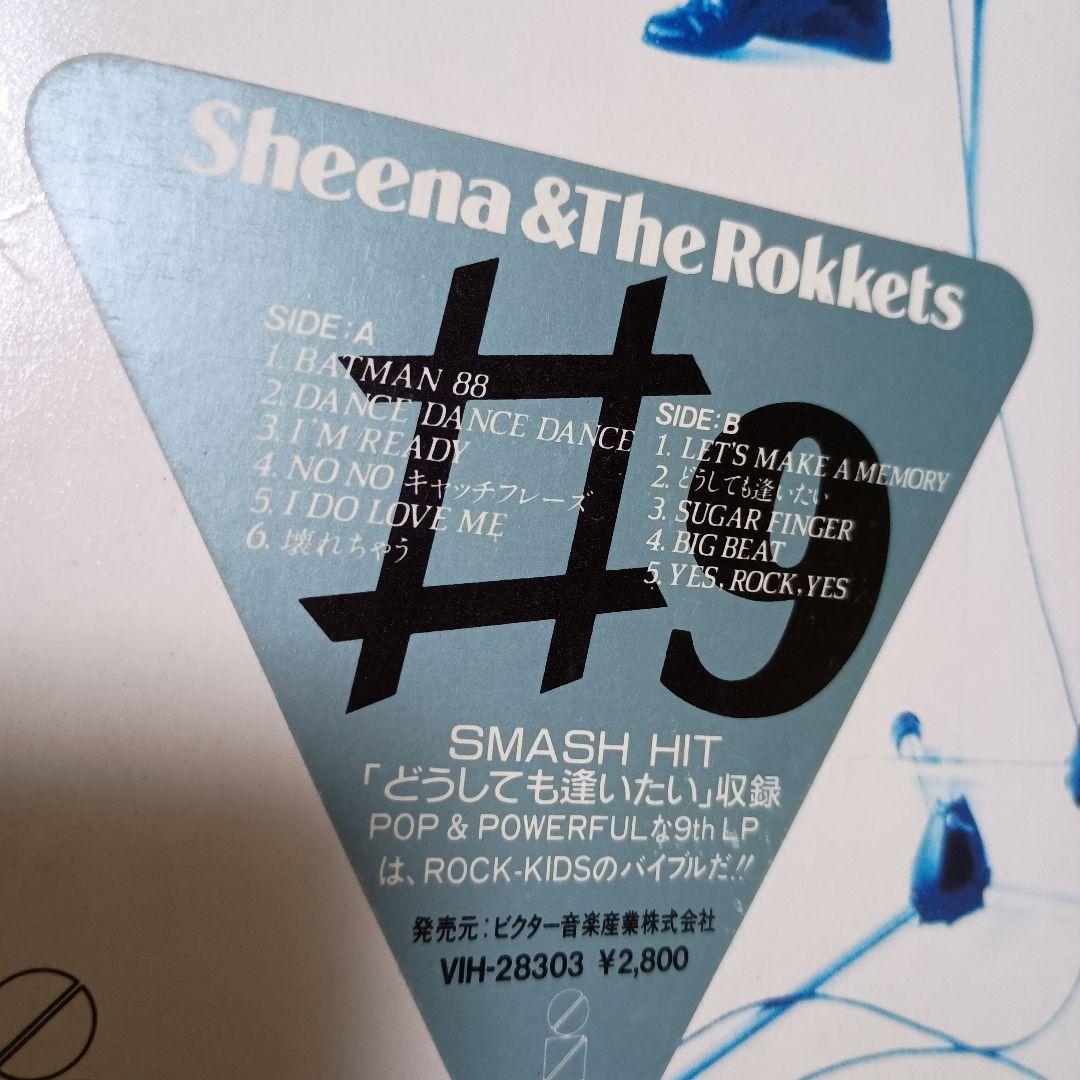 Sheena & The Rokkets
#9
SIDE:A
1. BATMAN 88
2. DANCE DANCE DANCE
3. I'M READY
4. NO NO キャッチフレーズ
5. I DO LOVE ME
6. 壊れちゃう
SIDE:B
1. LET'S MAKE A MEMORY
2. どうしても逢いたい
3. SUGAR FINGER
4. BIG BEAT
5. YES, ROCK, YES
SMASH HIT
「どうしても逢いたい」収録
POP & POWERFULな9th LP
は、ROCK-KIDSのバイブルだ!!
発売元:ビクター音楽産業株式会社
VIH-28303 ¥2,800